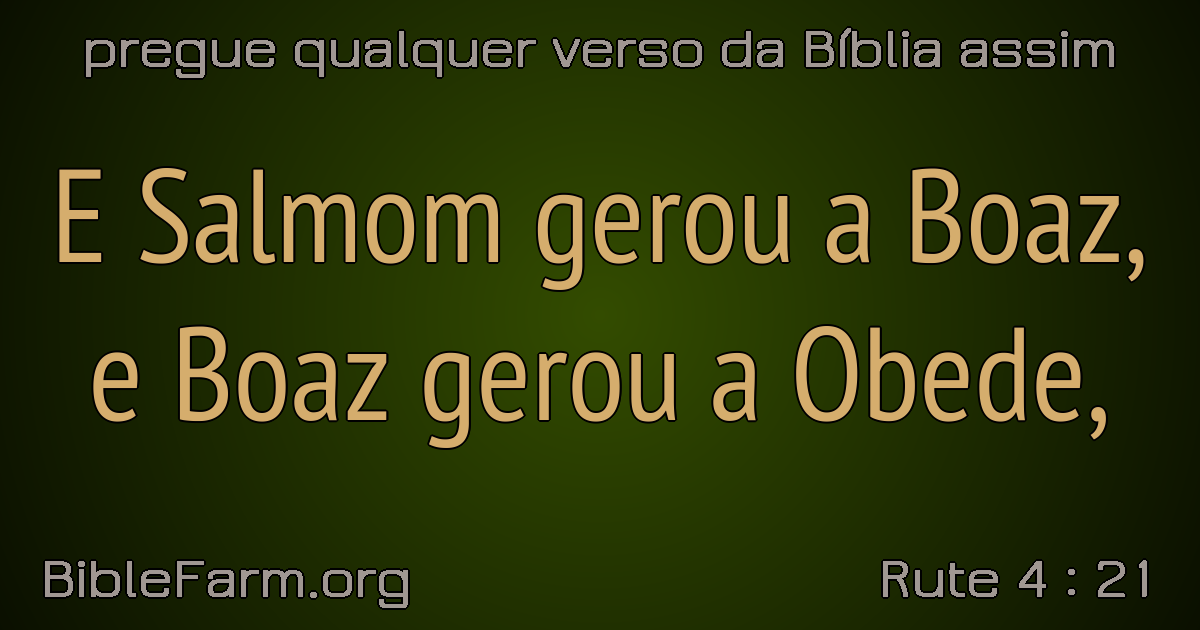 pregue qualquer verso da Bíblia assim
E Salmom gerou a Boaz,
e Boaz gerou a Obede,
BibleFarm.org
Rute 4 : 21